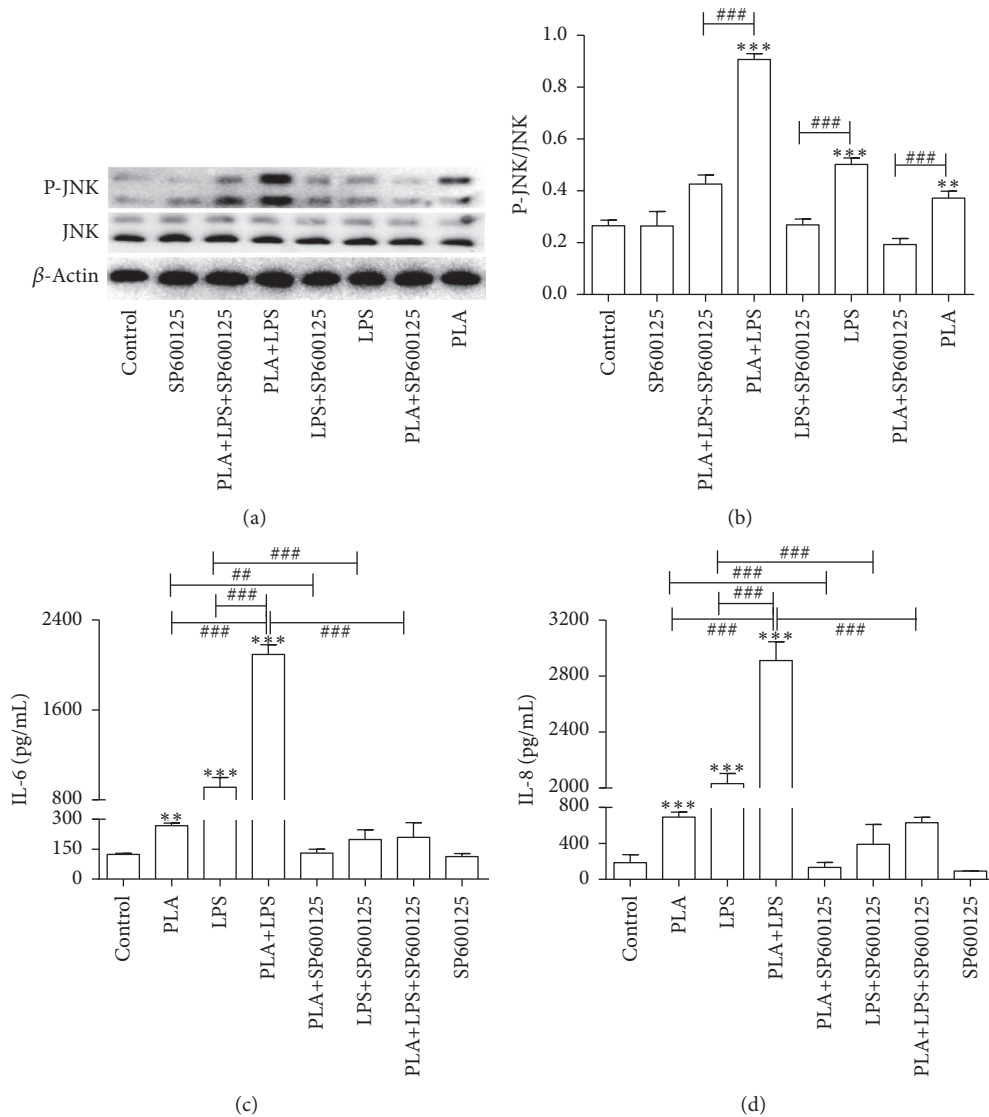 P-JNK
JNK
β-Actin
Control
SP600125
PLA+LPS+SP600125
PLA+LPS
LPS+SP600125
LPS
PLA+SP600125
PLA
(a)
P-JNK/JNK
1.0
0.8
0.6
0.4
0.2
0.0
###
***
###
***
###
**
Control
SP600125
PLA+LPS+SP600125
PLA+LPS
LPS+SP600125
LPS
PLA+SP600125
PLA
(b)
IL-6 (pg/mL)
2400
1600
800
300
150
0
###
##
###
###
###
**
***
***
Control
PLA
LPS
PLA+LPS
PLA+SP600125
LPS+SP600125
PLA+LPS+SP600125
SP600125
(c)
IL-8 (pg/mL)
3200
2800
2400
2000
800
400
0
###
###
###
###
###
***
***
***
Control
PLA
LPS
PLA+LPS
PLA+SP600125
LPS+SP600125
PLA+LPS+SP600125
SP600125
(d)